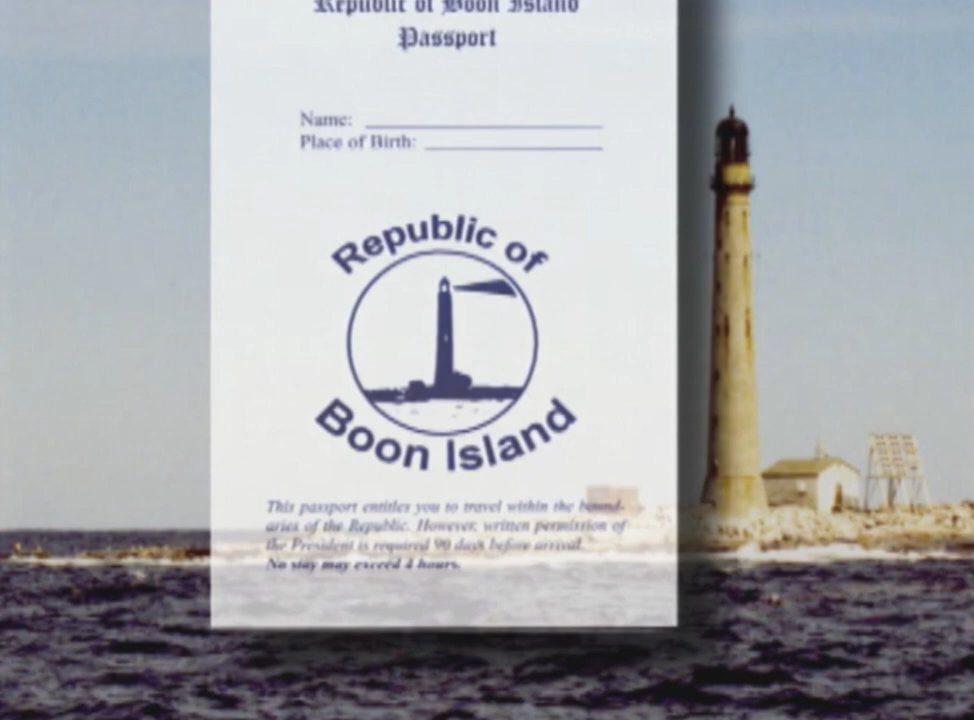 Republic of Boon Island
Passport
Name:
Place of Birth:
Republic of
Boon Island
This passport entitles you to travel within the bound-
aries of the Republic. However, written permission of
the President is required 90 days before arrival.
No stay may exceed 4 hours.